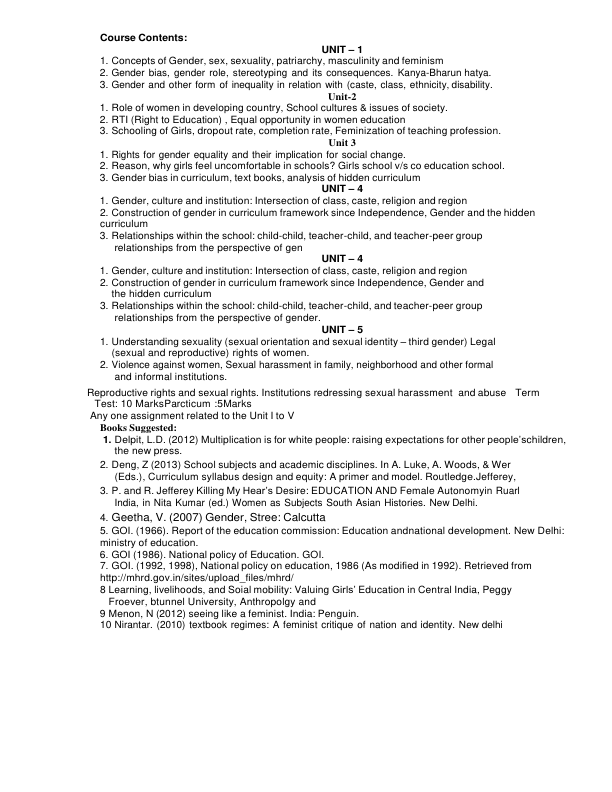 Course Contents:
UNIT – 1
1. Concepts of Gender, sex, sexuality, patriarchy, masculinity and feminism
2. Gender bias, gender role, stereotyping and its consequences. Kanya-Bharun hatya.
3. Gender and other form of inequality in relation with (caste, class, ethnicity, disability.
Unit-2
1. Role of women in developing country, School cultures & issues of society.
2. RTI (Right to Education) , Equal opportunity in women education
3. Schooling of Girls, dropout rate, completion rate, Feminization of teaching profession.
Unit 3
1. Rights for gender equality and their implication for social change.
2. Reason, why girls feel uncomfortable in schools? Girls school v/s co education school.
3. Gender bias in curriculum, text books, analysis of hidden curriculum
UNIT – 4
1. Gender, culture and institution: Intersection of class, caste, religion and region
2. Construction of gender in curriculum framework since Independence, Gender and the hidden
curriculum
3. Relationships within the school: child-child, teacher-child, and teacher-peer group
relationships from the perspective of gen
UNIT – 4
1. Gender, culture and institution: Intersection of class, caste, religion and region
2. Construction of gender in curriculum framework since Independence, Gender and
the hidden curriculum
3. Relationships within the school: child-child, teacher-child, and teacher-peer group
relationships from the perspective of gender.
UNIT – 5
1. Understanding sexuality (sexual orientation and sexual identity – third gender) Legal
(sexual and reproductive) rights of women.
2. Violence against women, Sexual harassment in family, neighborhood and other formal
and informal institutions.
Reproductive rights and sexual rights. Institutions redressing sexual harassment and abuse Term
Test: 10 MarksParcticum :5Marks
Any one assignment related to the Unit I to V
Books Suggested:
1. Delpit, L.D. (2012) Multiplication is for white people: raising expectations for other people'schildren,
the new press.
2. Deng, Z (2013) School subjects and academic disciplines. In A. Luke, A. Woods, & Wer
(Eds.), Curriculum syllabus design and equity: A primer and model. Routledge.Jefferey,
3. P. and R. Jefferey Killing My Hear's Desire: EDUCATION AND Female Autonomyin Ruarl
India, in Nita Kumar (ed.) Women as Subjects South Asian Histories. New Delhi.
4. Geetha, V. (2007) Gender, Stree: Calcutta
5. GOI. (1966). Report of the education commission: Education andnational development. New Delhi:
ministry of education.
6. GOI (1986). National policy of Education. GOI.
7. GOI. (1992, 1998), National policy on education, 1986 (As modified in 1992). Retrieved from
http://mhrd.gov.in/sites/upload_files/mhrd/
8 Learning, livelihoods, and Soial mobility: Valuing Girls' Education in Central India, Peggy
Froever, btunnel University, Anthropolgy and
9 Menon, N (2012) seeing like a feminist. India: Penguin.
10 Nirantar. (2010) textbook regimes: A feminist critique of nation and identity. New delhi